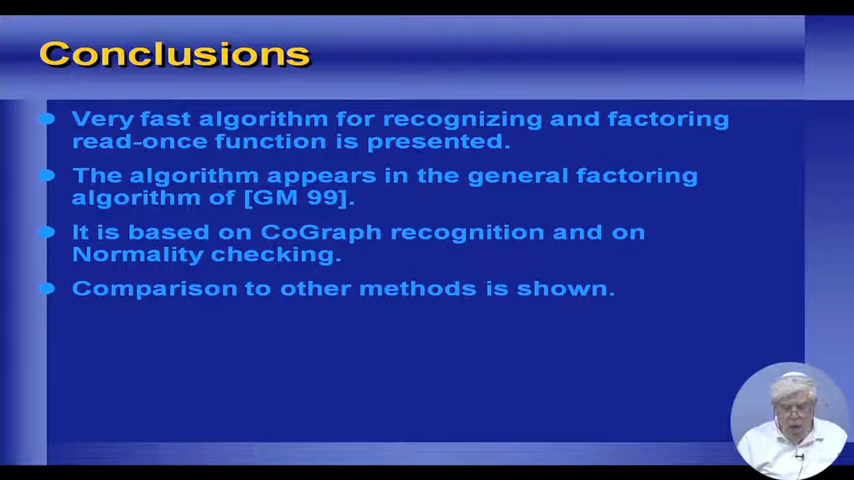 Conclusions
Very fast algorithm for recognizing and factoring
read-once function is presented.
The algorithm appears in the general factoring
algorithm of [GM 99].
It is based on CoGraph recognition and on
Normality checking.
Comparison to other methods is shown.